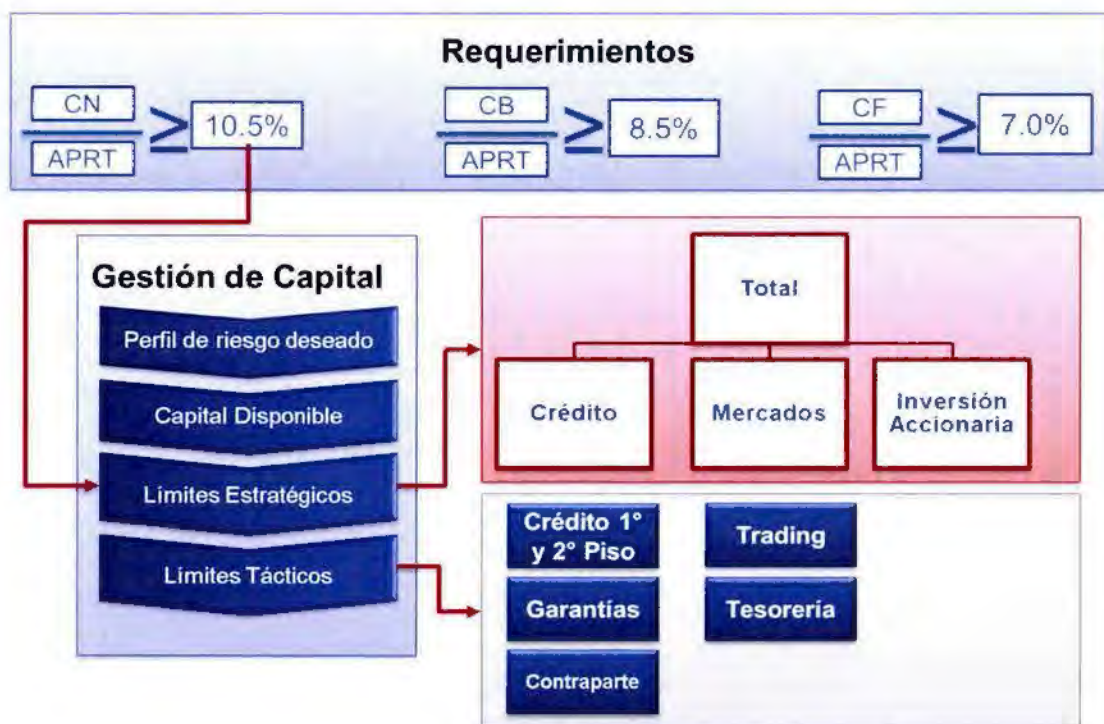 Requerimientos
CN
APRT
≥
10.5%
CB
APRT
≥
8.5%
CF
APRT
≥
7.0%
Gestión de Capital
Perfil de riesgo deseado
Capital Disponible
Límites Estratégicos
Límites Tácticos
Total
Crédito
Mercados
Inversión
Accionaria
Crédito 1°
y 2° Piso
Trading
Garantías
Tesorería
Contraparte